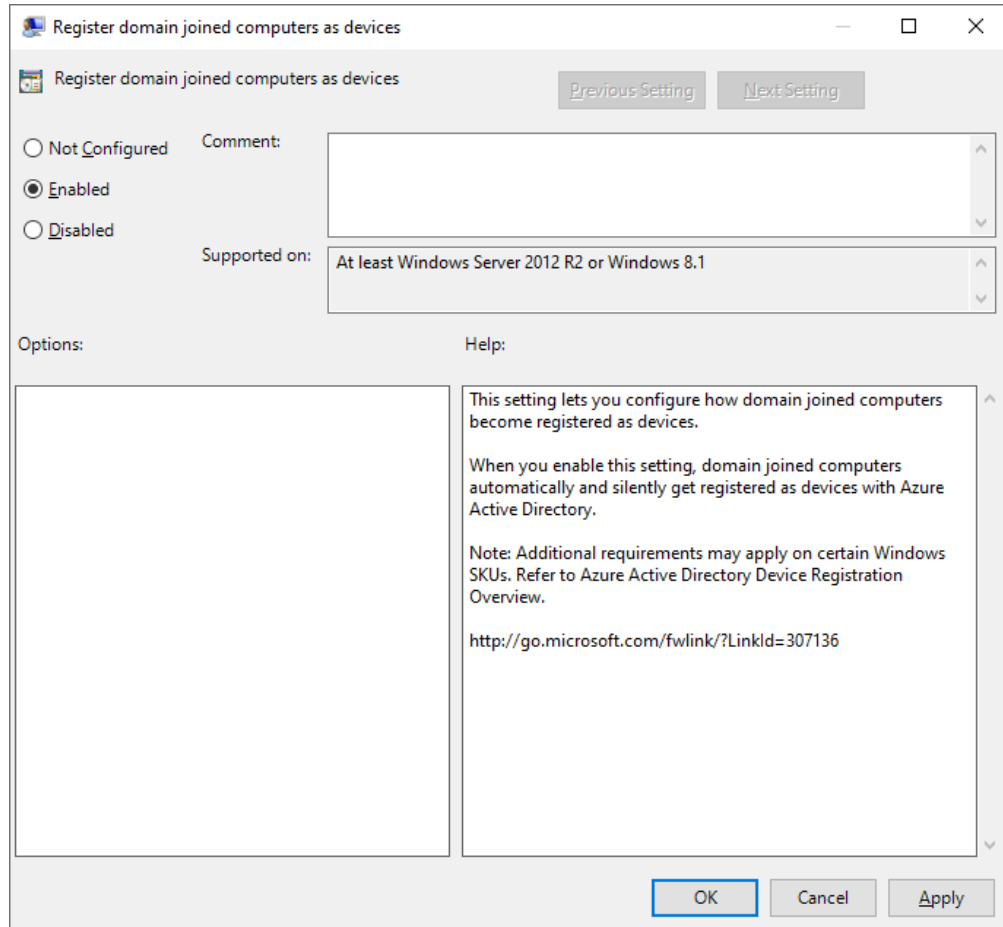 Register domain joined computers as devices
Register domain joined computers as devices
Previous Setting
Next Setting
Not Configured
Comment:
Enabled
Disabled
Supported on:
At least Windows Server 2012 R2 or Windows 8.1
Options:
Help:
This setting lets you configure how domain joined computers
become registered as devices.
When you enable this setting, domain joined computers
automatically and silently get registered as devices with Azure
Active Directory.
Note: Additional requirements may apply on certain Windows
SKUs. Refer to Azure Active Directory Device Registration
Overview.
http://go.microsoft.com/fwlink/?LinkId=307136
OK
Cancel
Apply